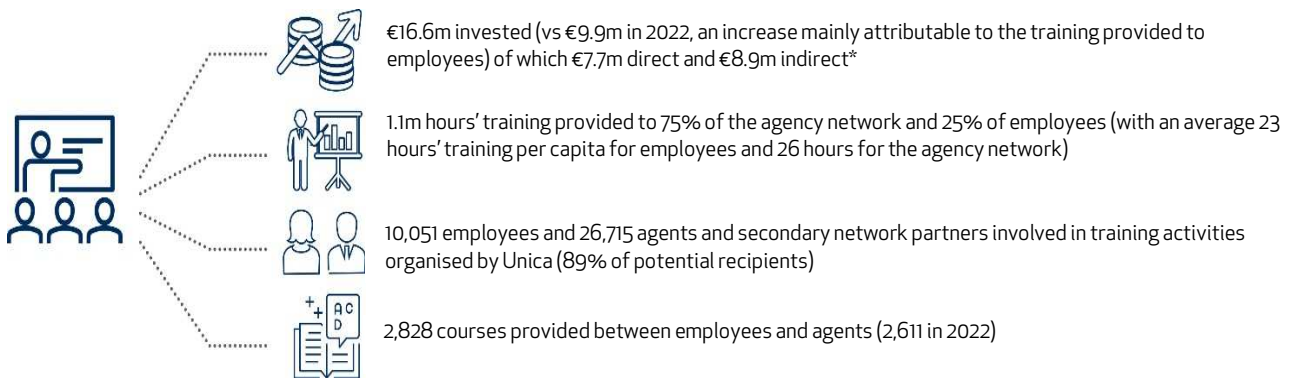 €16.6m invested (vs €9.9m in 2022, an increase mainly attributable to the training provided to
employees) of which €7.7m direct and €8.9m indirect*
1.1m hours' training provided to 75% of the agency network and 25% of employees (with an average 23
hours' training per capita for employees and 26 hours for the agency network)
10,051 employees and 26,715 agents and secondary network partners involved in training activities
organised by Unica (89% of potential recipients)
A C
D
2,828 courses provided between employees and agents (2,611 in 2022)